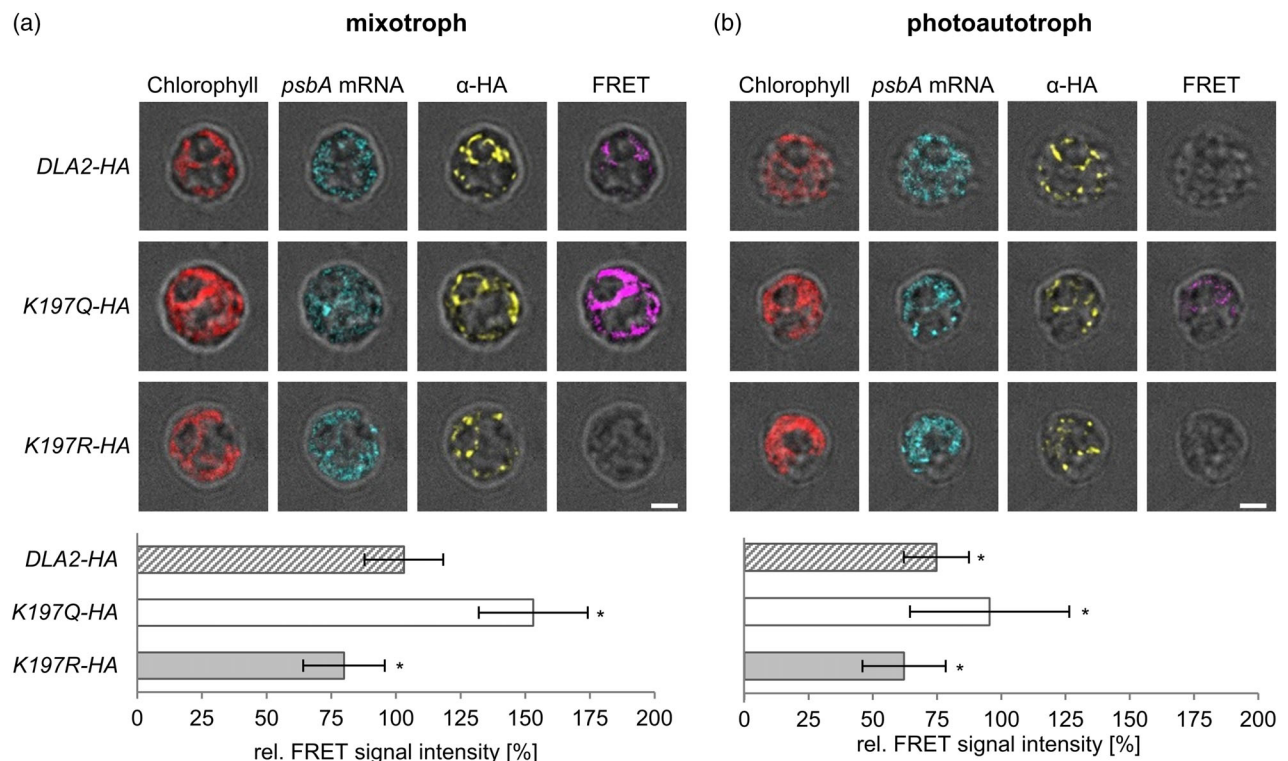 (a) mixotroph
(b) photoautotroph
Chlorophyll psbA mRNA α-HA FRET
Chlorophyll psbA mRNA α-HA FRET
DLA2-HA
K197Q-HA
K197R-HA
DLA2-HA
*
K197Q-HA * *
K197R-HA * *
0 25 50 75 100 125 150 175 200
rel. FRET signal intensity [%]
0 25 50 75 100 125 150 175 200
rel. FRET signal intensity [%]